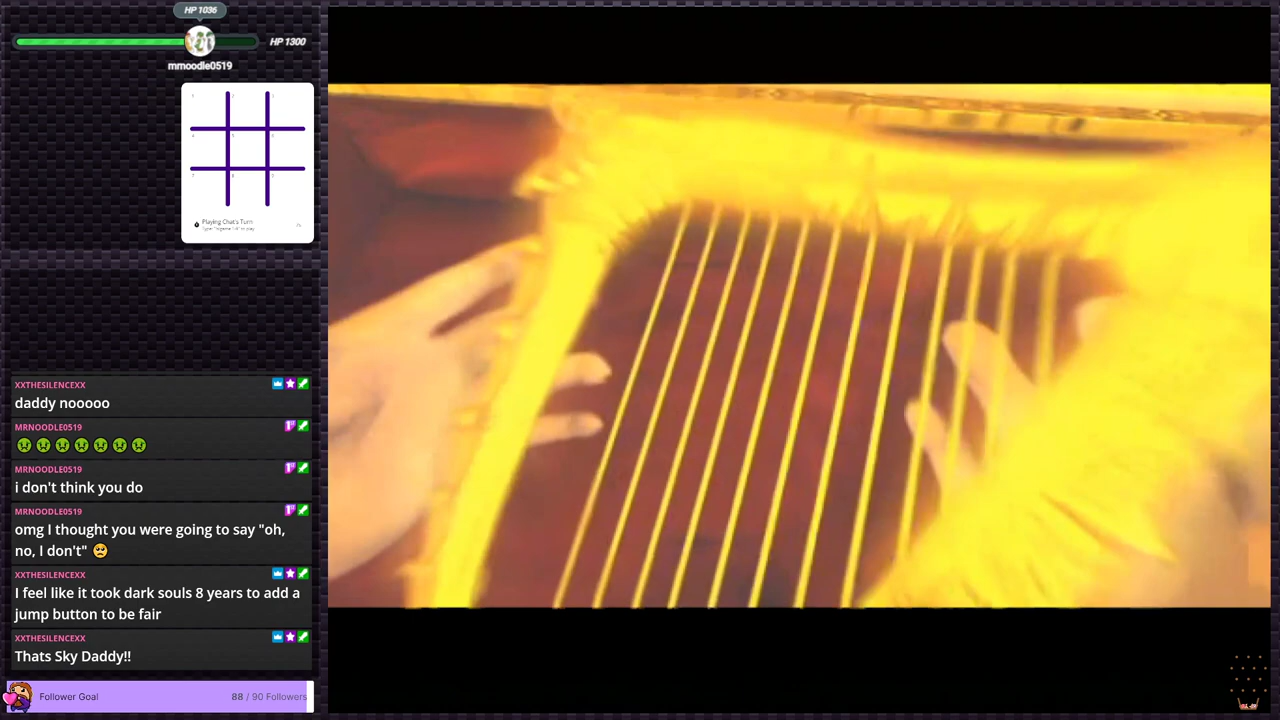 HP 1036
HP 1300
mmoodle0519
Playing Chat's Turn
XXTHESILENCEXX
daddy nooooo
MRNOODLE0519
MRNOODLE0519
i don't think you do
MRNOODLE0519
omg I thought you were going to say "oh,
no, I don't" 🥺
XXTHESILENCEXX
I feel like it took dark souls 8 years to add a
jump button to be fair
XXTHESILENCEXX
Thats Sky Daddy!!
Follower Goal
88 / 90 Followers